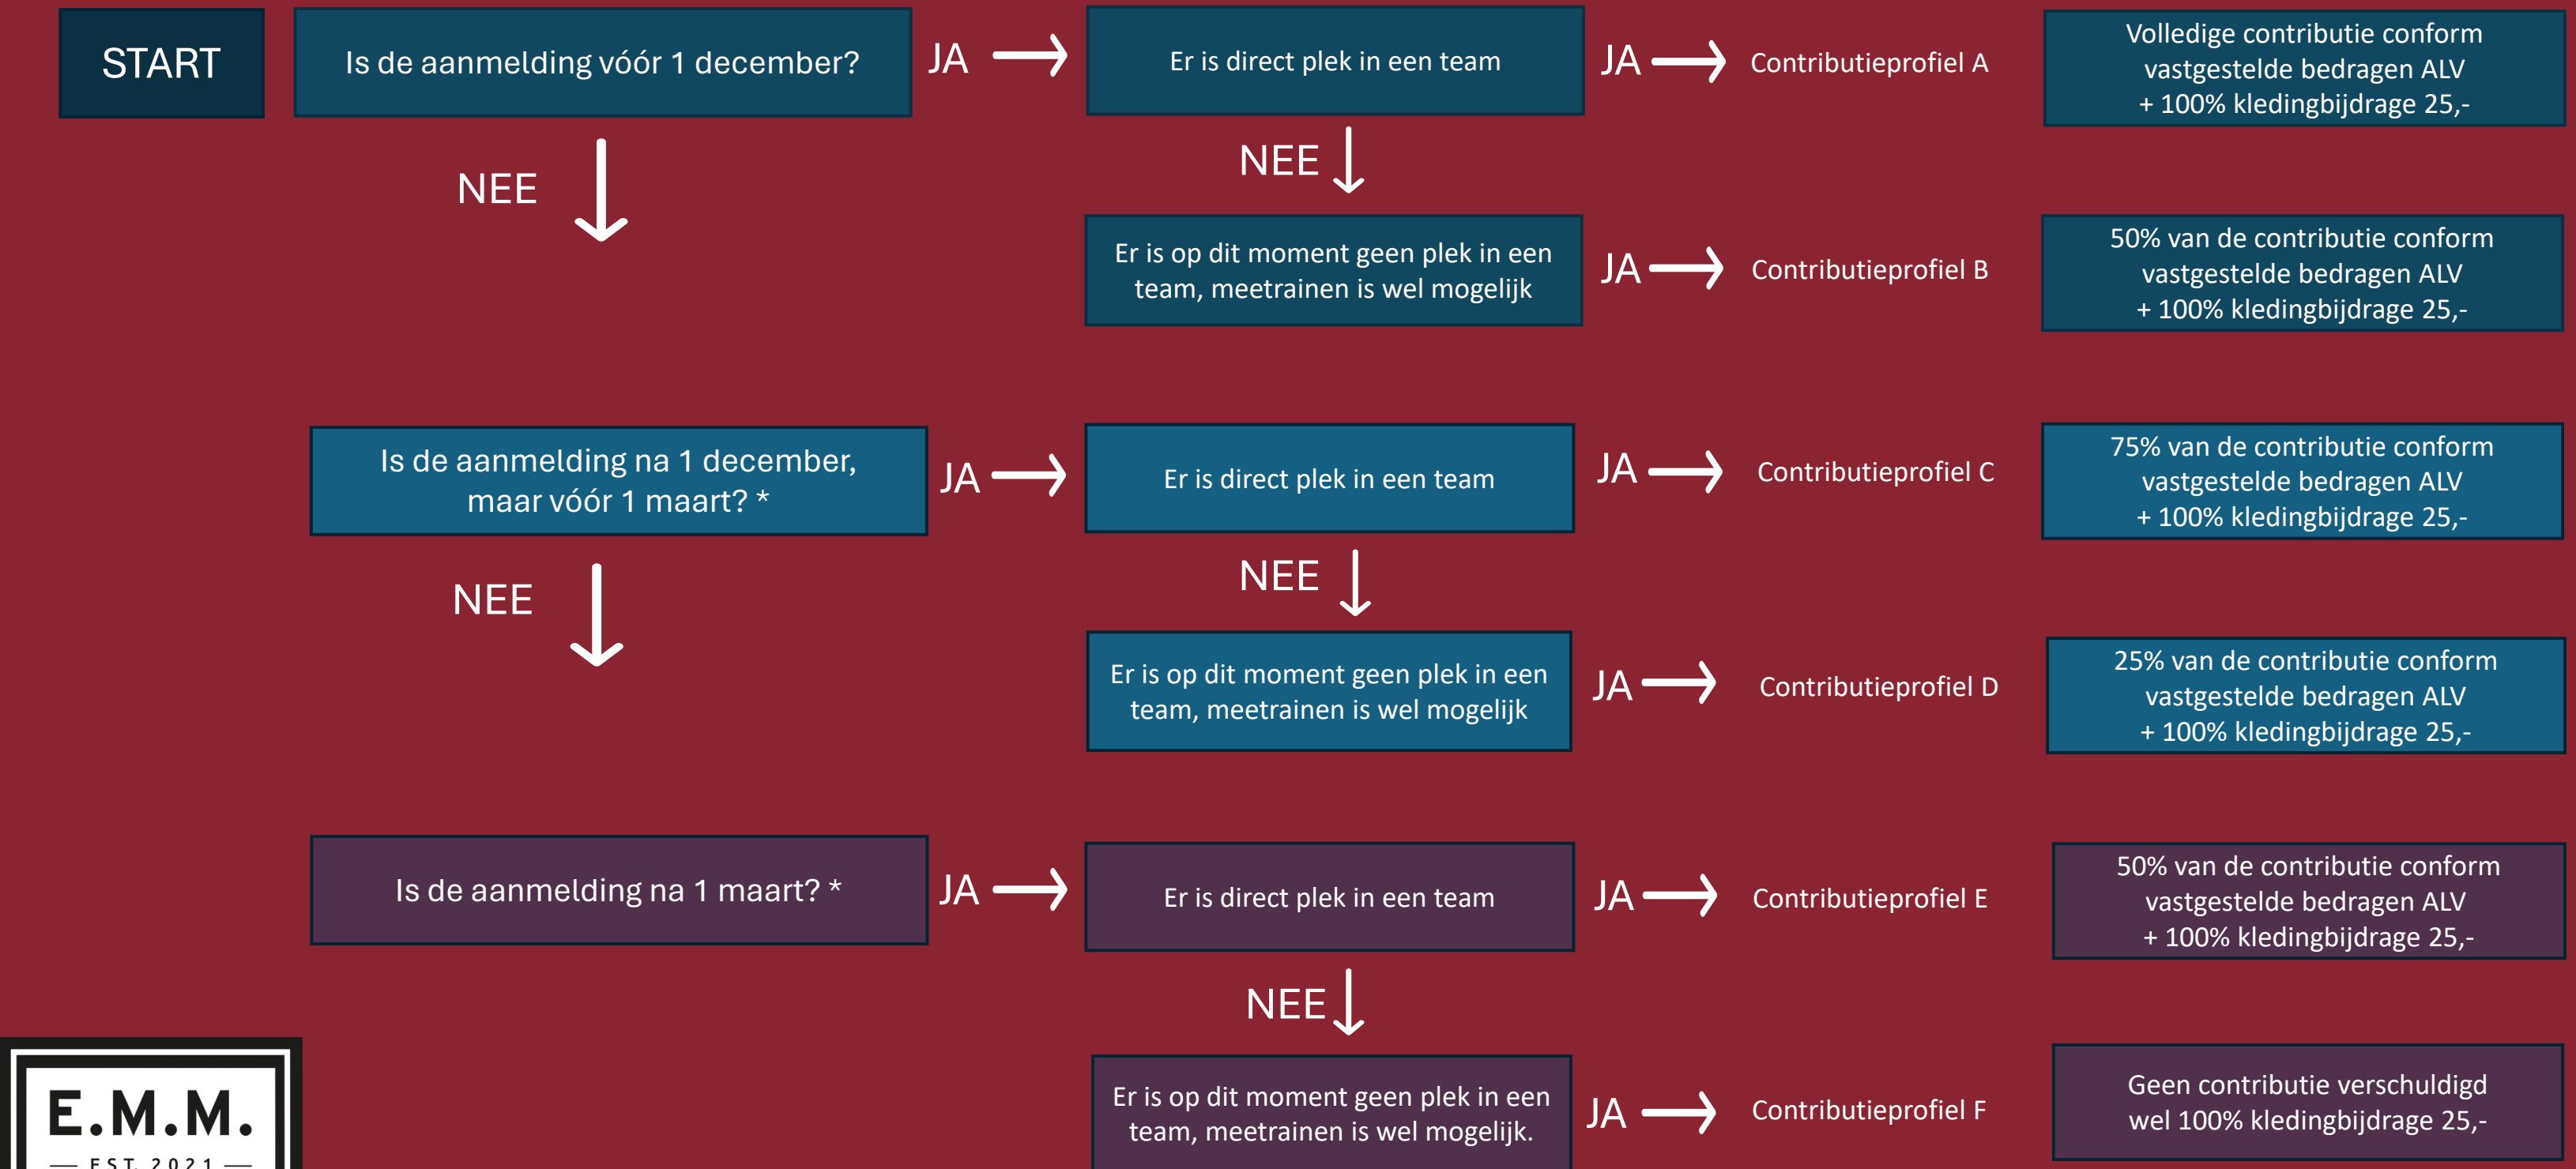 START
Is de aanmelding vóór 1 december?
JA
Er is direct plek in een team
JA
Contributieprofiel A
Volledige contributie conform
vastgestelde bedragen ALV
+ 100% kledingbijdrage 25,-
NEE
NEE
Er is op dit moment geen plek in een
team, meetrainen is wel mogelijk
JA
Contributieprofiel B
50% van de contributie conform
vastgestelde bedragen ALV
+ 100% kledingbijdrage 25,-
Is de aanmelding na 1 december,
maar vóór 1 maart? *
JA
Er is direct plek in een team
JA
Contributieprofiel C
75% van de contributie conform
vastgestelde bedragen ALV
+ 100% kledingbijdrage 25,-
NEE
NEE
Er is op dit moment geen plek in een
team, meetrainen is wel mogelijk
JA
Contributieprofiel D
25% van de contributie conform
vastgestelde bedragen ALV
+ 100% kledingbijdrage 25,-
Is de aanmelding na 1 maart? *
JA
Er is direct plek in een team
JA
Contributieprofiel E
50% van de contributie conform
vastgestelde bedragen ALV
+ 100% kledingbijdrage 25,-
NEE
Er is op dit moment geen plek in een
team, meetrainen is wel mogelijk.
JA
Contributieprofiel F
Geen contributie verschuldigd
wel 100% kledingbijdrage 25,-
E.M.M.
EST. 2021